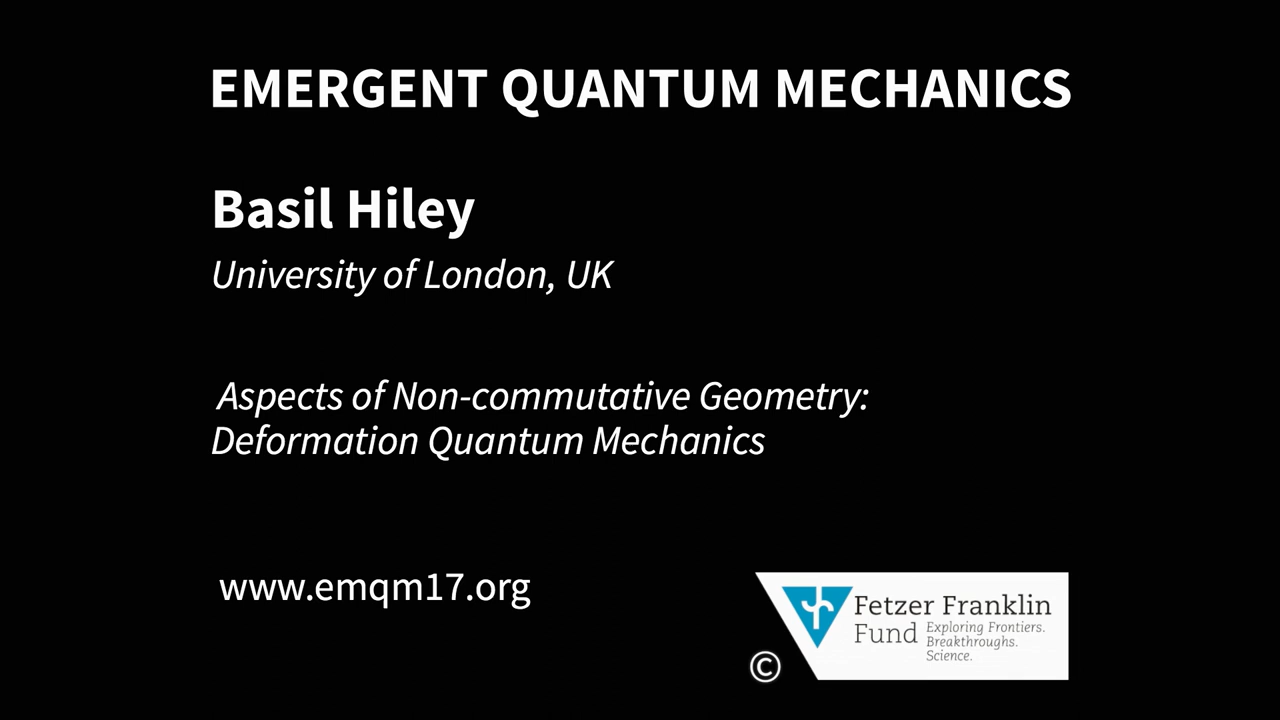 EMERGENT QUANTUM MECHANICS
Basil Hiley
University of London, UK
Aspects of Non-commutative Geometry:
Deformation Quantum Mechanics
www.emqm17.org
©
Fetzer Franklin
Fund
Exploring Frontiers.
Breakthroughs.
Science.